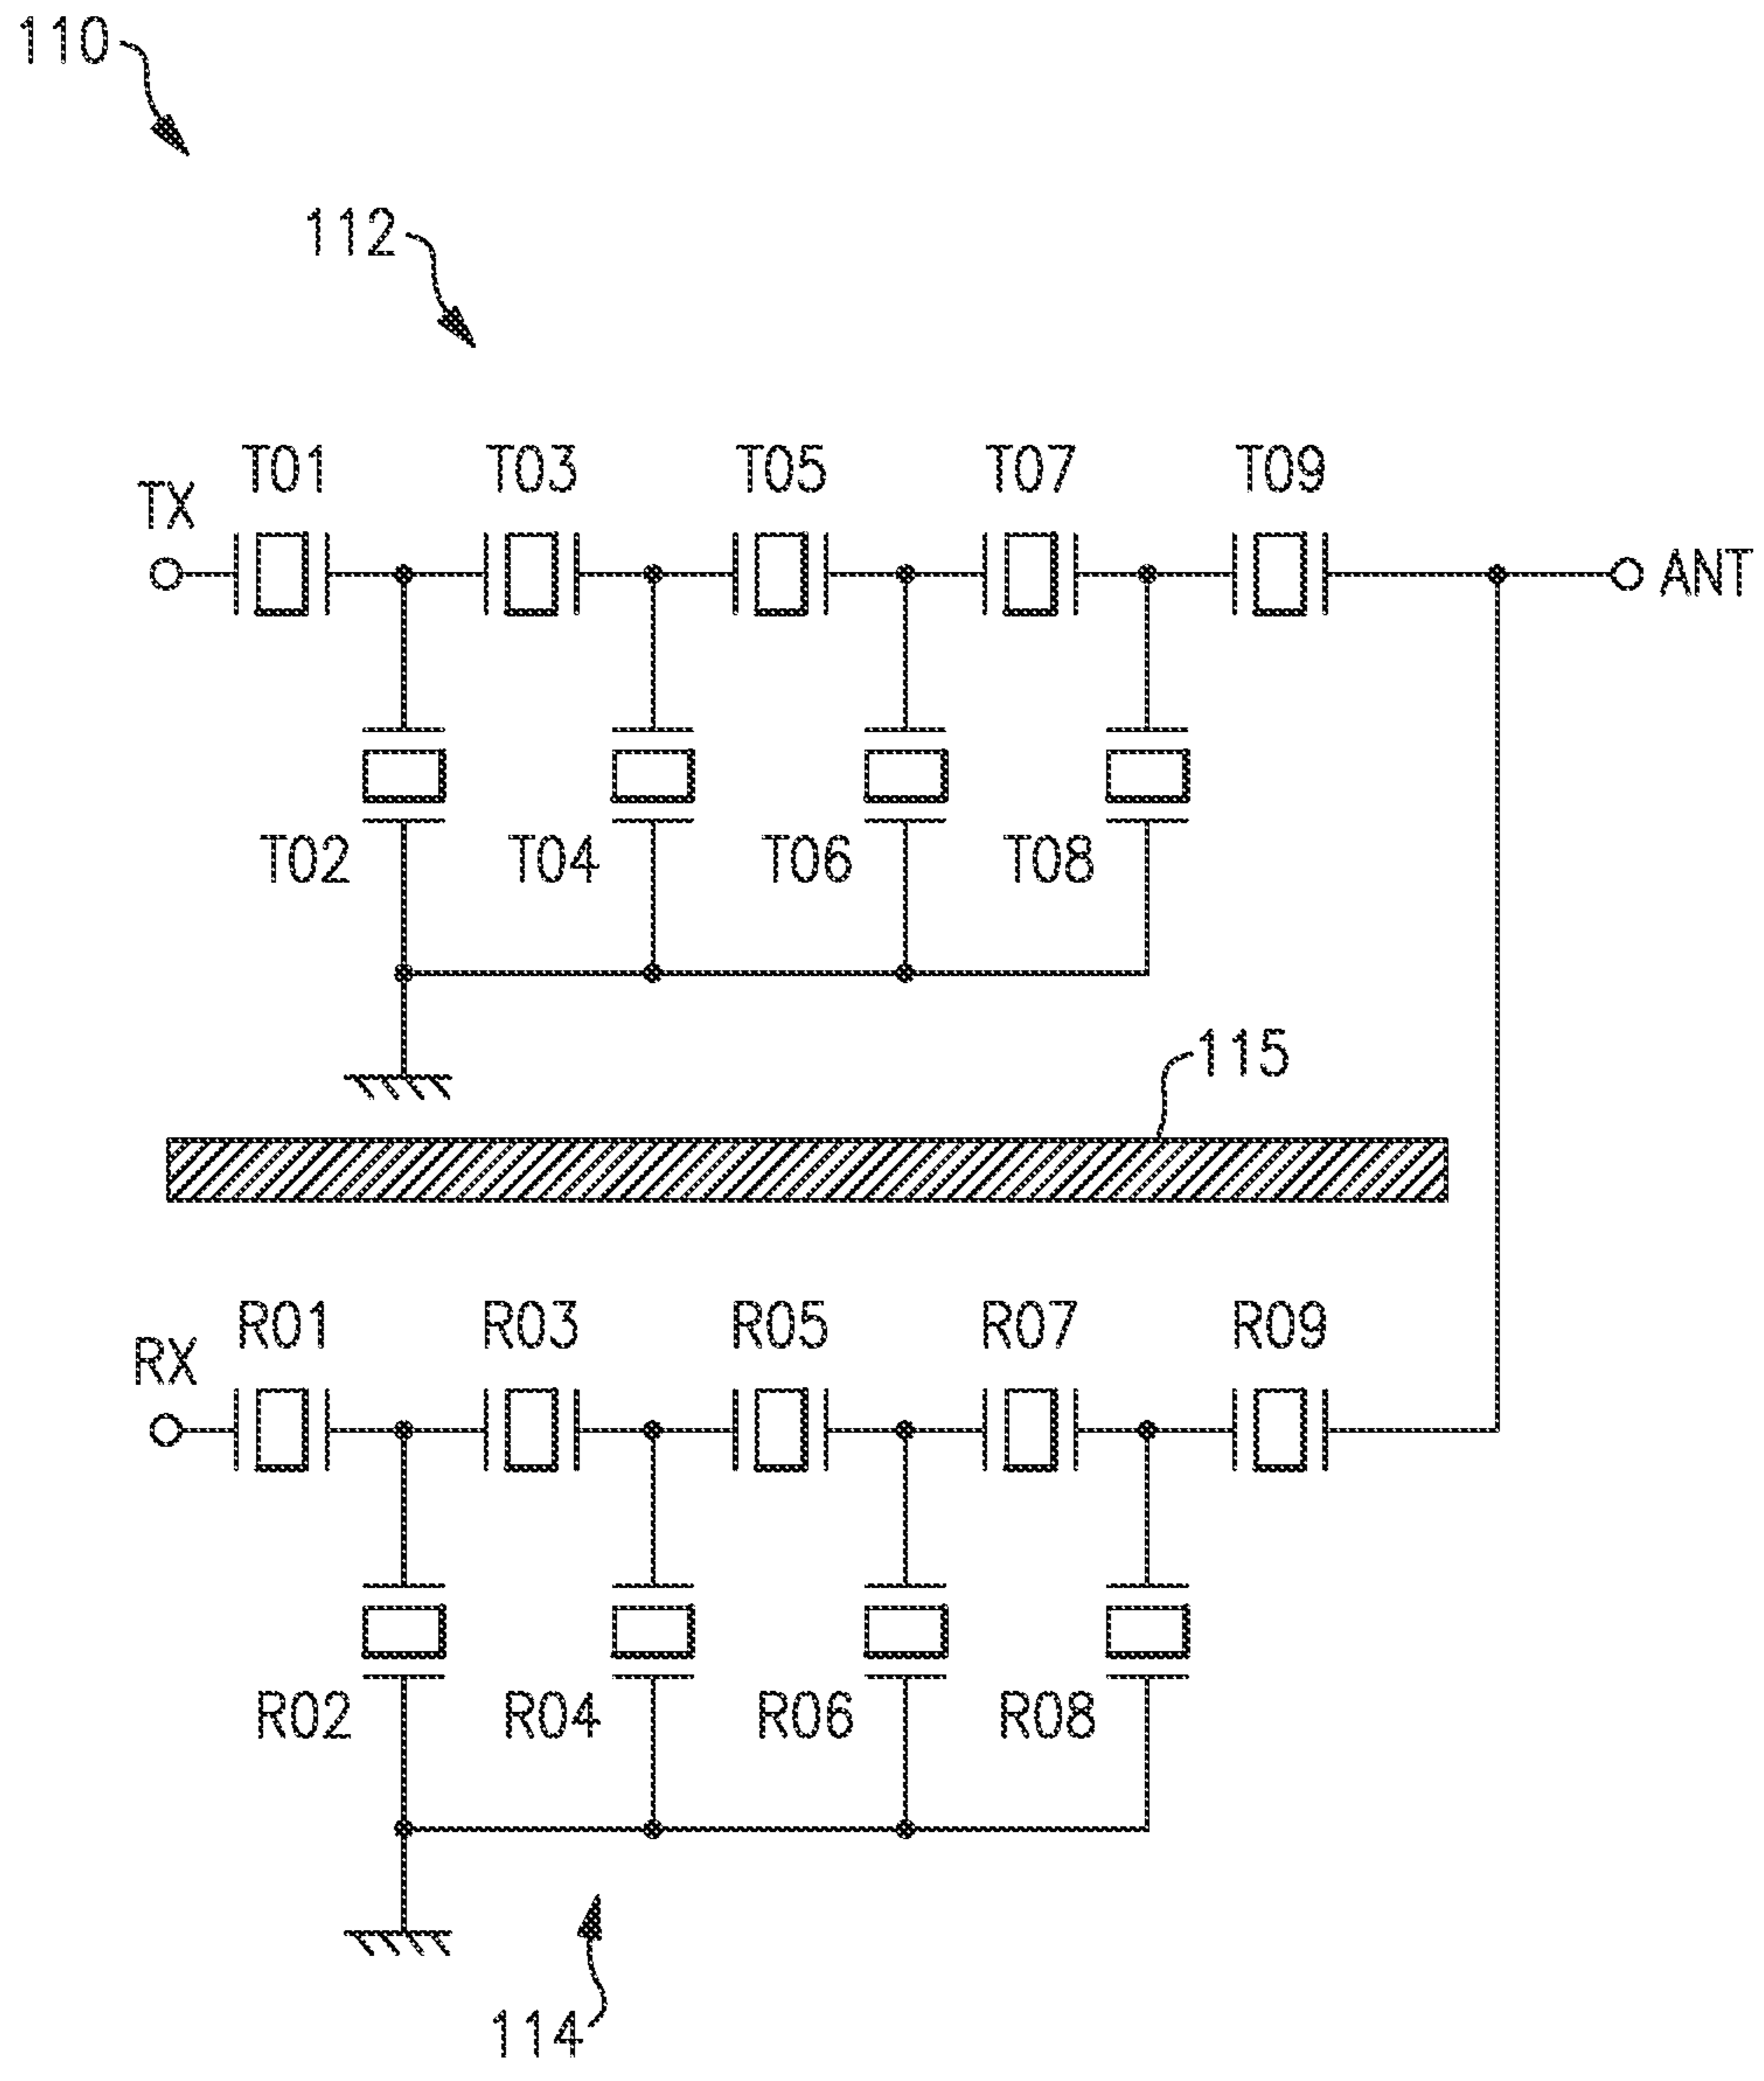 110
112
TX
T01 T03 T05 T07 T09
ANT
T02 T04 T06 T08
115
RX
R01 R03 R05 R07 R09
R02 R04 R06 R08
114